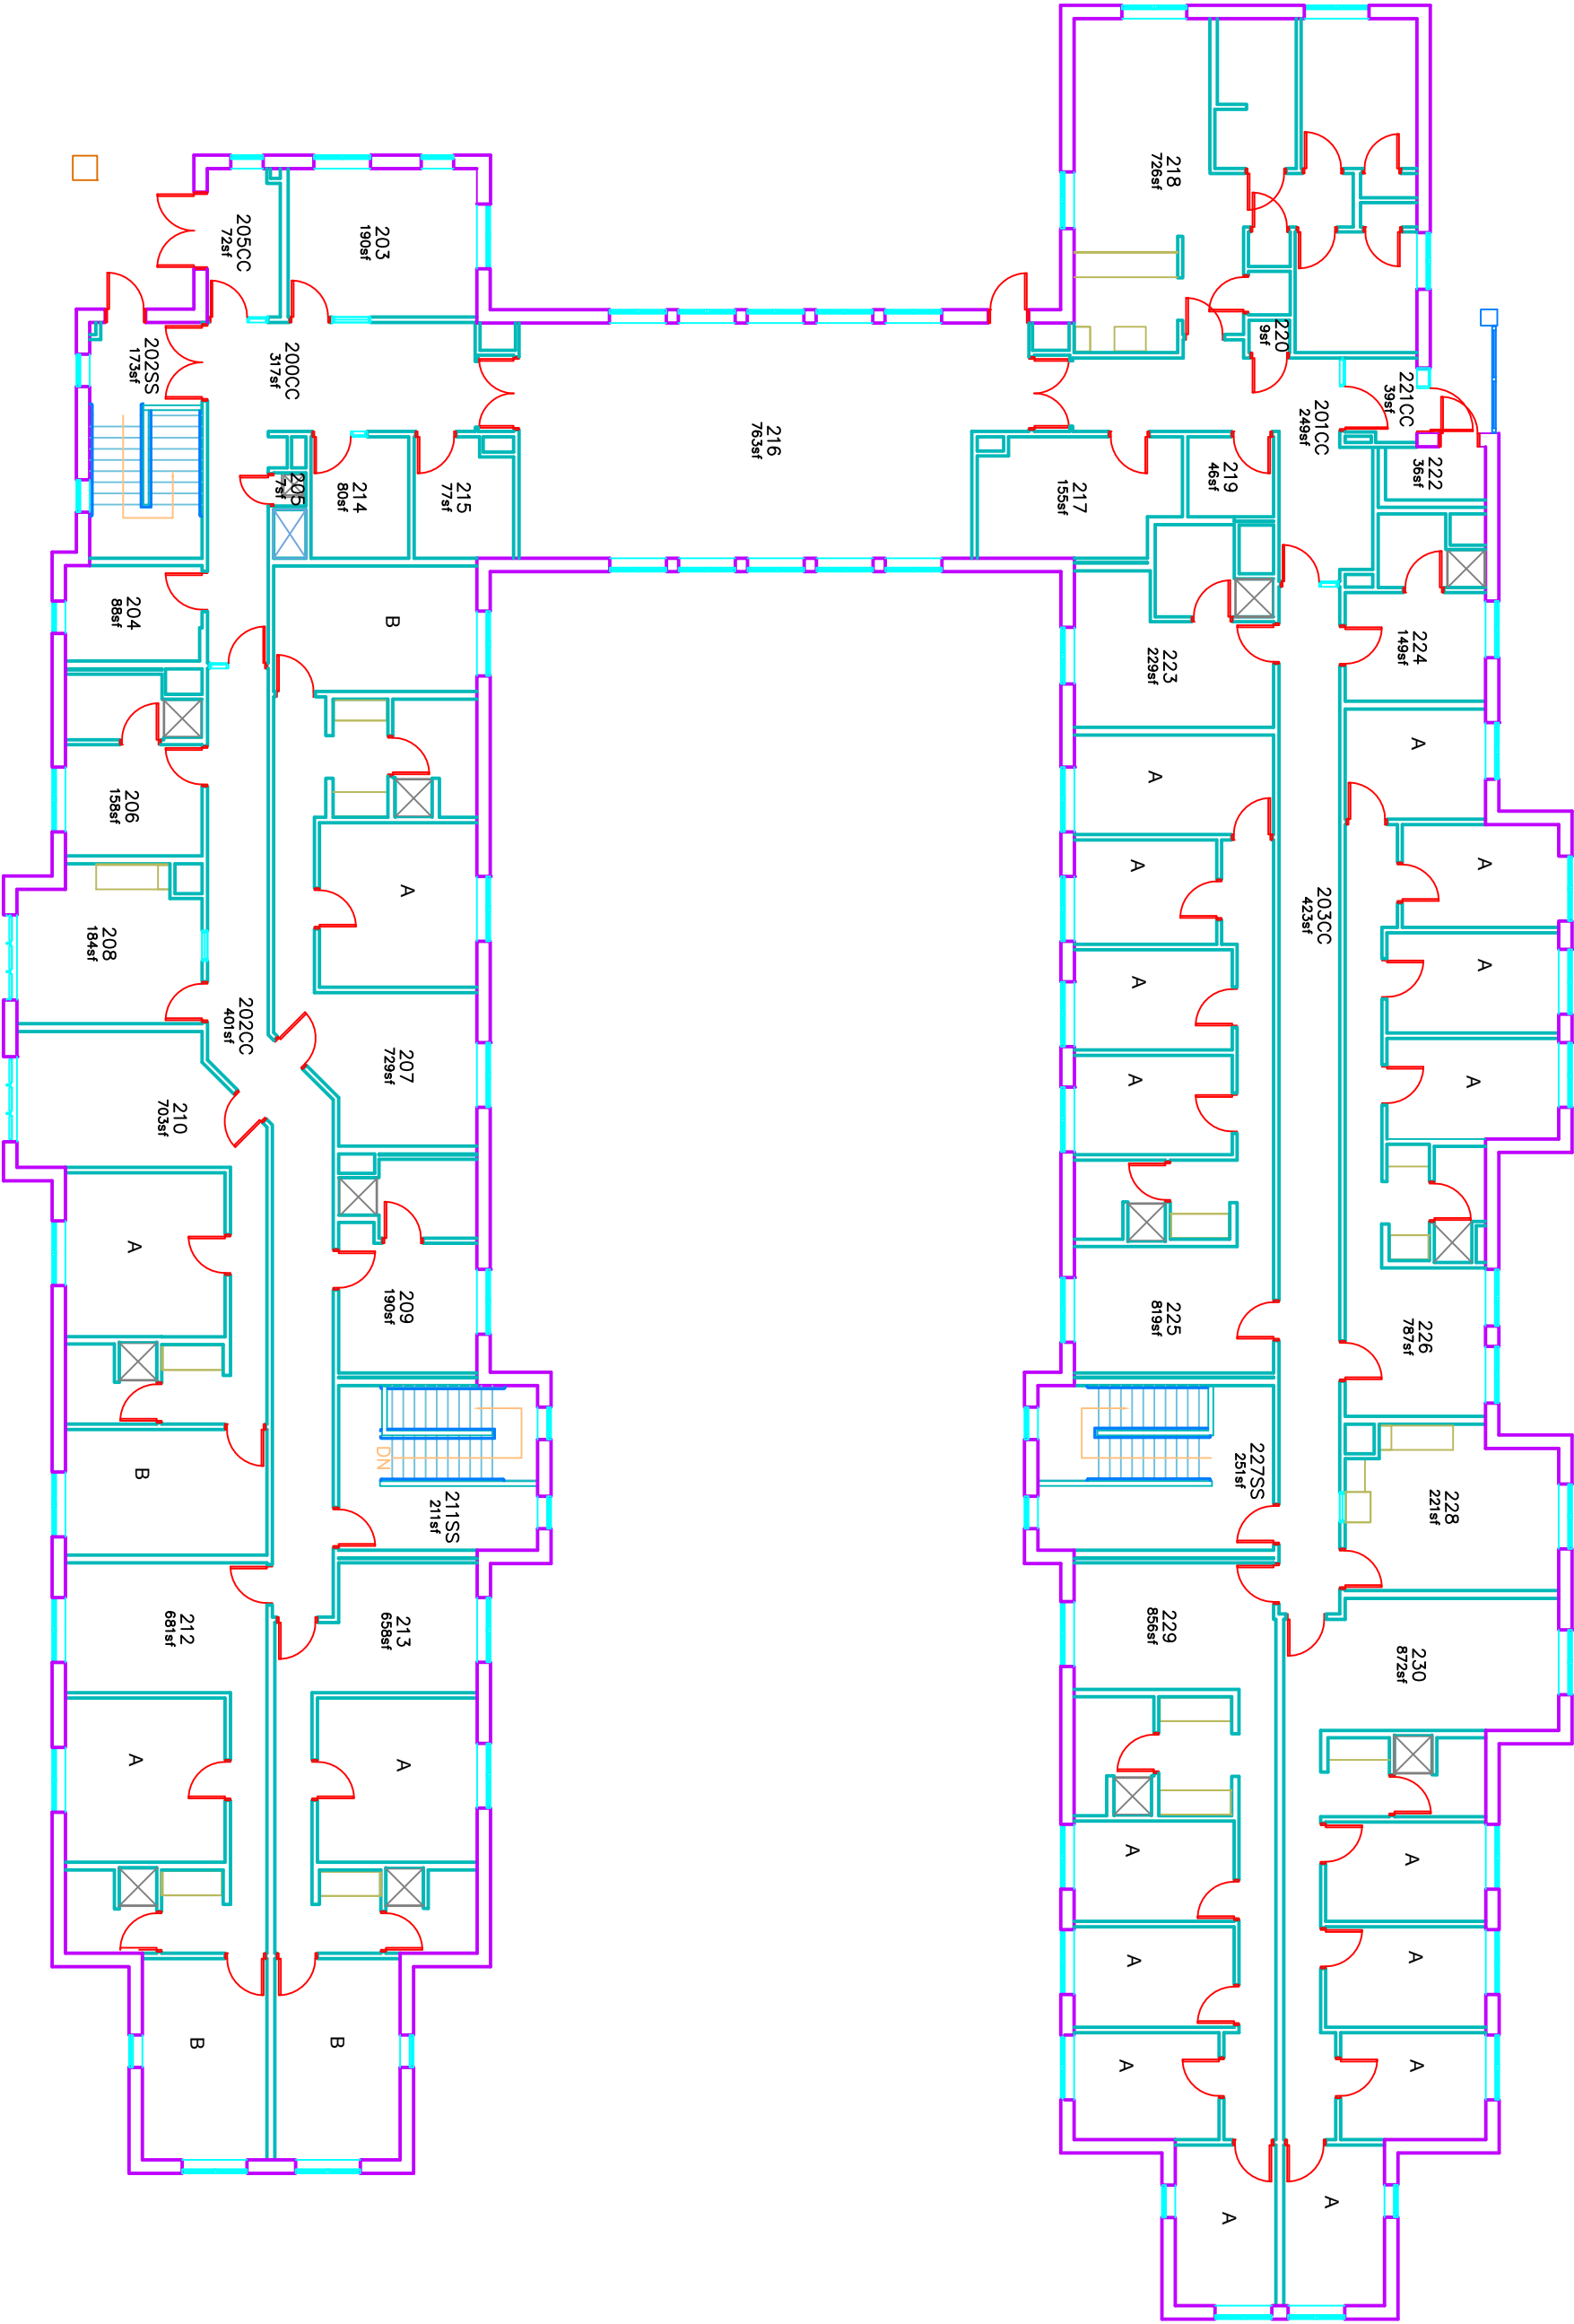 218
726sf
205CC
72sf
203
190sf
220
9sf
221CC
39sf
202SS
173sf
200CC
317sf
216
763sf
201CC
249sf
222
36sf
205
7sf
214
80sf
215
77sf
217
155sf
219
46sf
204
88sf
B
223
229sf
224
149sf
A
A
206
158sf
A
A
A
203CC
423sf
208
184sf
A
A
202CC
401sf
207
729sf
A
A
210
703sf
A
209
190sf
225
819sf
226
787sf
DN
B
211SS
211sf
227SS
251sf
228
221sf
212
681sf
213
658sf
229
856sf
230
872sf
A
A
A
A
A
A
B
B
A
A
A
A